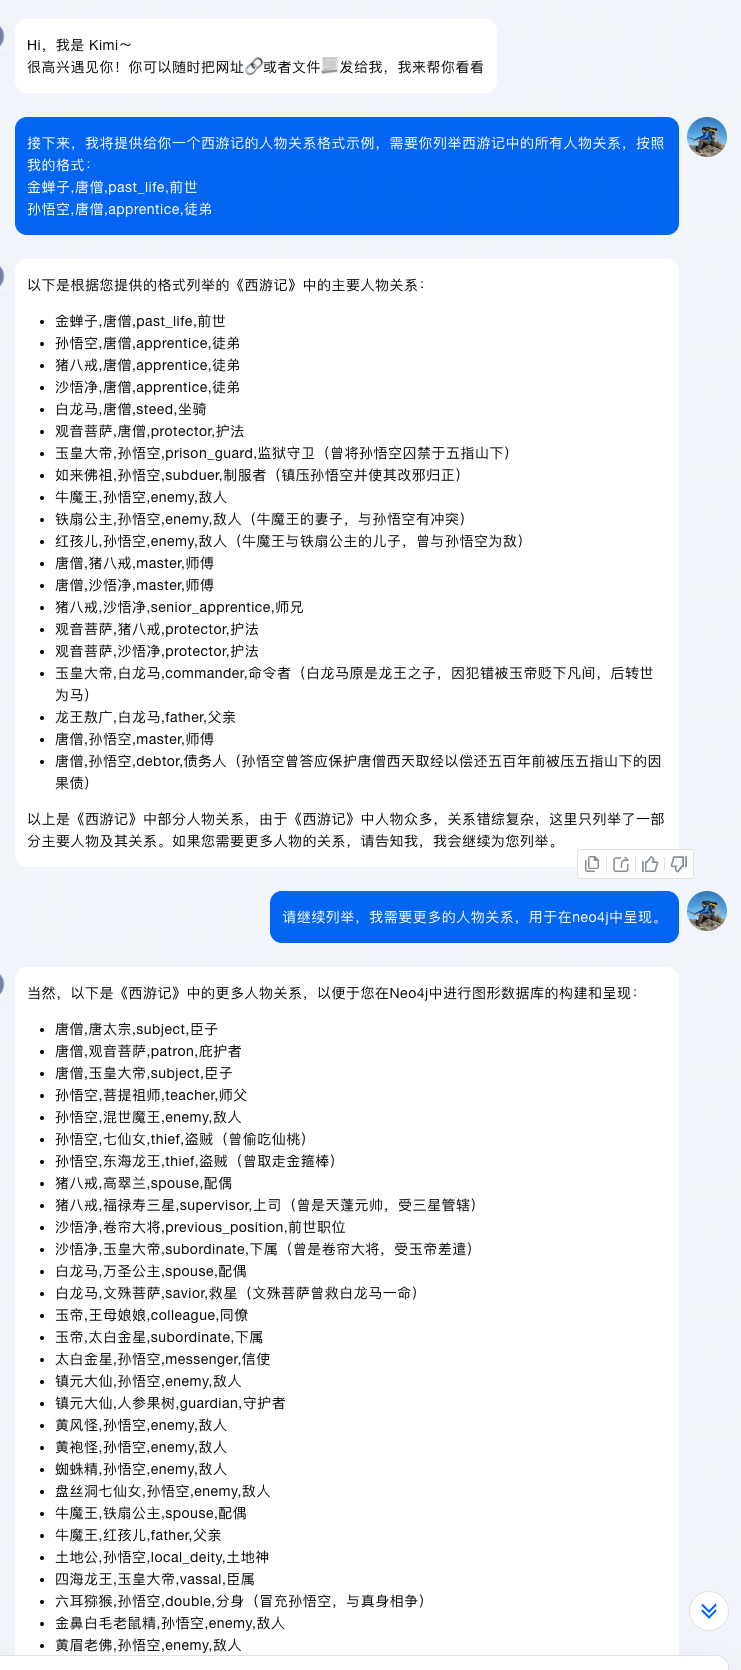 Hi，我是 Kimi～
很高兴遇见你！你可以随时把网址🔗或者文件📃发给我，我来帮你看看
接下来，我将提供给你一个西游记的人物关系格式示例，需要你列举西游记中的所有人物关系，按照
我的格式：
金蝉子,唐僧,past_life,前世
孙悟空,唐僧,apprentice,徒弟
以下是根据您提供的格式列举的《西游记》中的主要人物关系：
• 金蝉子,唐僧,past_life,前世
• 孙悟空,唐僧,apprentice,徒弟
• 猪八戒,唐僧,apprentice,徒弟
• 沙悟净,唐僧,apprentice,徒弟
• 白龙马,唐僧,steed,坐骑
• 观音菩萨,唐僧,protector,护法
• 玉皇大帝,孙悟空,prison_guard,监狱守卫（曾将孙悟空囚禁于五指山下）
• 如来佛祖,孙悟空,subduer,制服者（镇压孙悟空并使其改邪归正）
• 牛魔王,孙悟空,enemy,敌人
• 铁扇公主,孙悟空,enemy,敌人（牛魔王的妻子，与孙悟空有冲突）
• 红孩儿,孙悟空,enemy,敌人（牛魔王与铁扇公主的儿子，曾与孙悟空为敌）
• 唐僧,猪八戒,master,师傅
• 唐僧,沙悟净,master,师傅
• 猪八戒,沙悟净,senior_apprentice,师兄
• 观音菩萨,猪八戒,protector,护法
• 观音菩萨,沙悟净,protector,护法
• 玉皇大帝,白龙马,commander,命令者（白龙马原是龙王之子，因犯错被玉帝贬下凡间，后转世
为马）
• 龙王敖广,白龙马,father,父亲
• 唐僧,孙悟空,master,师傅
• 唐僧,孙悟空,debtor,债务人（孙悟空曾答应保护唐僧西天取经以偿还五百年前被压五指山下的因
果债）
以上是《西游记》中部分人物关系，由于《西游记》中人物众多，关系错综复杂，这里只列举了一部
分主要人物及其关系。如果您需要更多人物的关系，请告知我，我会继续为您列举。
请继续列举，我需要更多的人物关系，用于在neo4j中呈现。
当然，以下是《西游记》中的更多人物关系，以便于您在Neo4j中进行图形数据库的构建和呈现：
• 唐僧,唐太宗,subject,臣子
• 唐僧,观音菩萨,patron,庇护者
• 唐僧,玉皇大帝,subject,臣子
• 孙悟空,菩提祖师,teacher,师父
• 孙悟空,混世魔王,enemy,敌人
• 孙悟空,七仙女,thief,盗贼（曾偷吃仙桃）
• 孙悟空,东海龙王,thief,盗贼（曾取走金箍棒）
• 猪八戒,高翠兰,spouse,配偶
• 猪八戒,福禄寿三星,supervisor,上司（曾是天蓬元帅，受三星管辖）
• 沙悟净,卷帘大将,previous_position,前世职位
• 沙悟净,玉皇大帝,subordinate,下属（曾是卷帘大将，受玉帝差遣）
• 白龙马,万圣公主,spouse,配偶
• 白龙马,文殊菩萨,savior,救星（文殊菩萨曾救白龙马一命）
• 玉帝,王母娘娘,colleague,同僚
• 玉帝,太白金星,subordinate,下属
• 太白金星,孙悟空,messenger,信使
• 镇元大仙,孙悟空,enemy,敌人
• 镇元大仙,人参果树,guardian,守护者
• 黄风怪,孙悟空,enemy,敌人
• 黄袍怪,孙悟空,enemy,敌人
• 蜘蛛精,孙悟空,enemy,敌人
• 盘丝洞七仙女,孙悟空,enemy,敌人
• 牛魔王,铁扇公主,spouse,配偶
• 牛魔王,红孩儿,father,父亲
• 土地公,孙悟空,local_deity,土地神
• 四海龙王,玉皇大帝,vassal,臣属
• 六耳猕猴,孙悟空,double,分身（冒充孙悟空，与真身相争）
• 金鼻白毛老鼠精,孙悟空,enemy,敌人
• 黄眉老佛,孙悟空,enemy,敌人